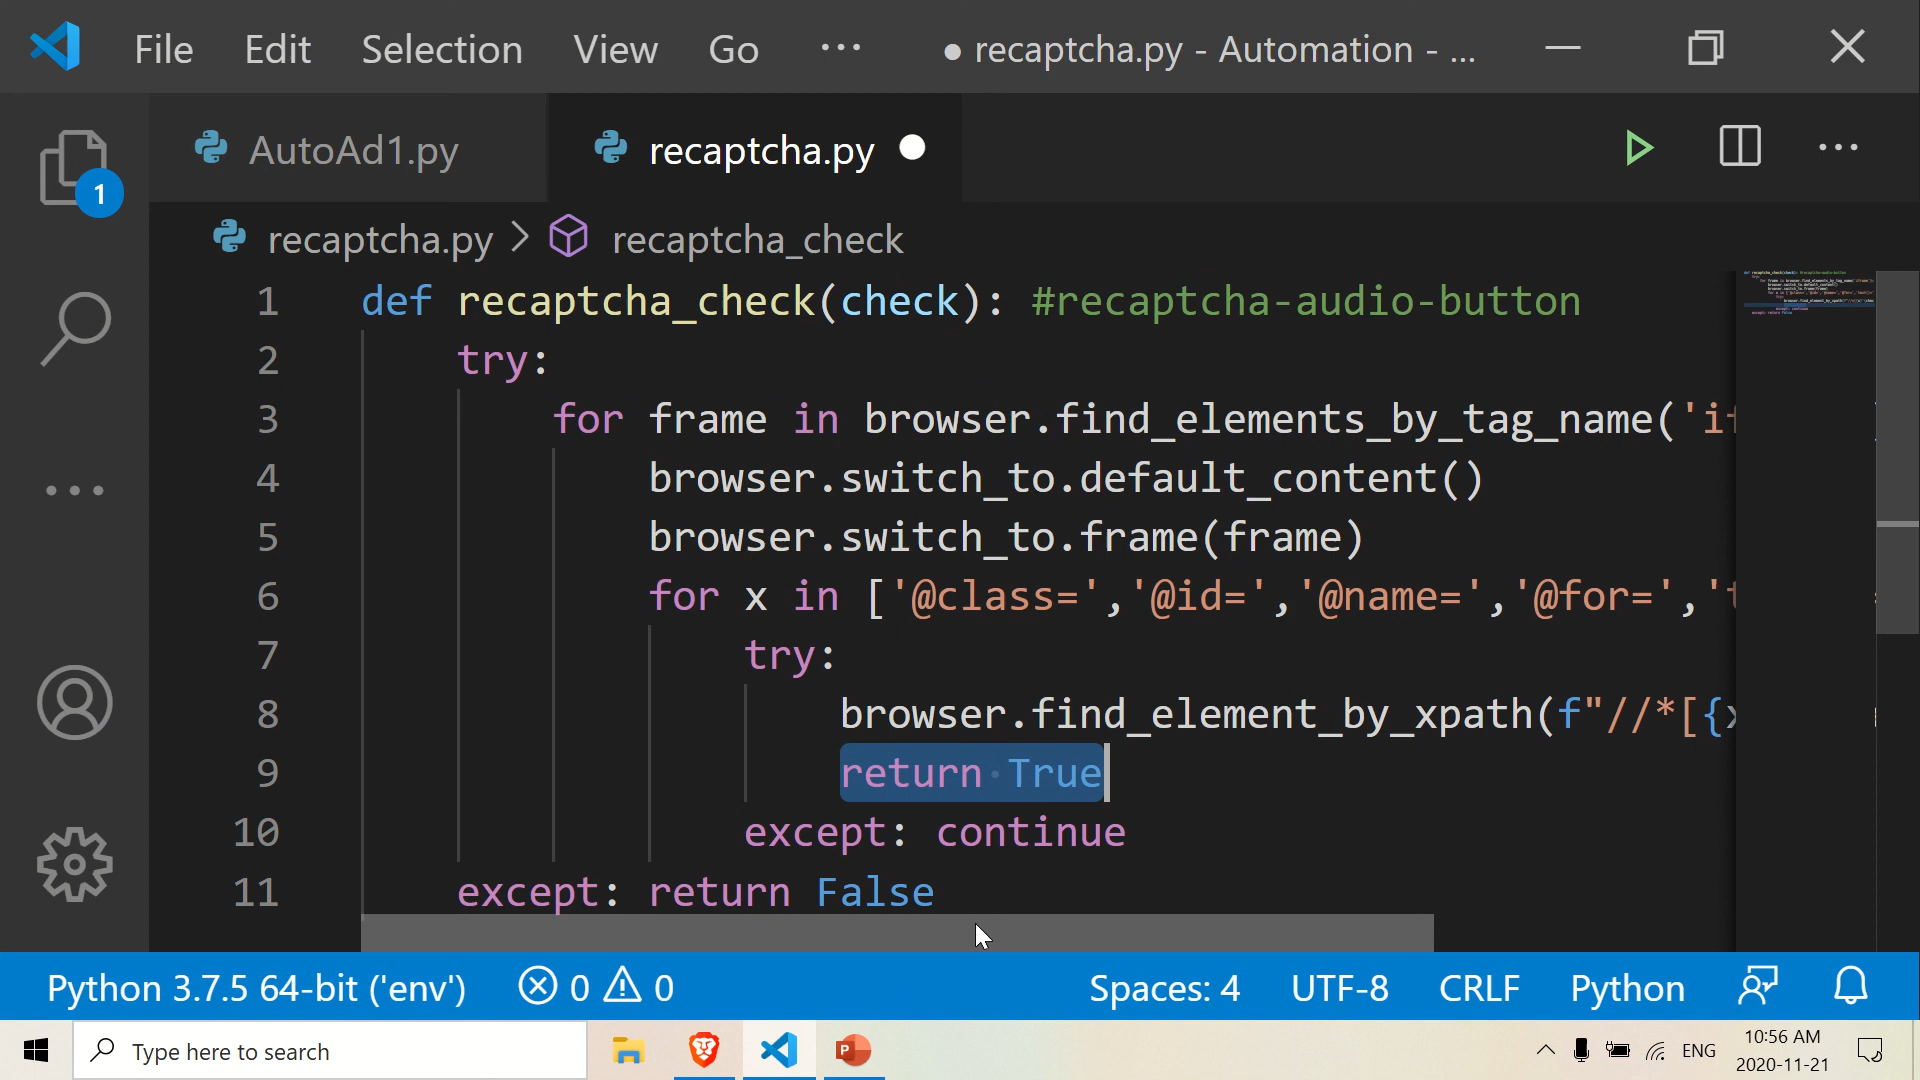 File Edit Selection View Go ··· ● recaptcha.py - Automation - ...
AutoAd1.py recaptcha.py
1
recaptcha.py > recaptcha_check
1 def recaptcha_check(check): #recaptcha-audio-button
2 try:
3 for frame in browser.find_elements_by_tag_name('if
4 browser.switch_to.default_content()
5 browser.switch_to.frame(frame)
6 for x in ['@class=','@id=','@name=','@for=','t
7 try:
8 browser.find_element_by_xpath(f"//*[{x
9 return True
10 except: continue
11 except: return False
Python 3.7.5 64-bit ('env') 0 0 Spaces: 4 UTF-8 CRLF Python
Type here to search P ENG 10:56 AM
2020-11-21